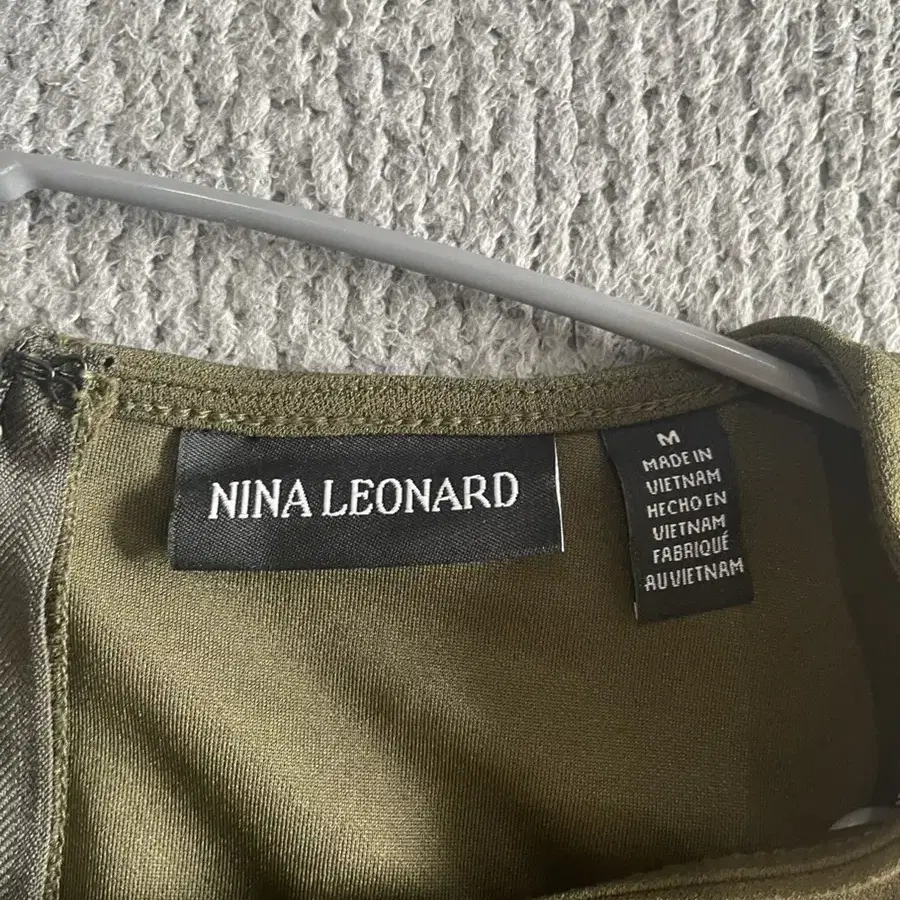 NINA LEONARD
M
MADE IN
VIETNAM
HECHO EN
VIETNAM
FABRIQUÉ
AU VIETNAM